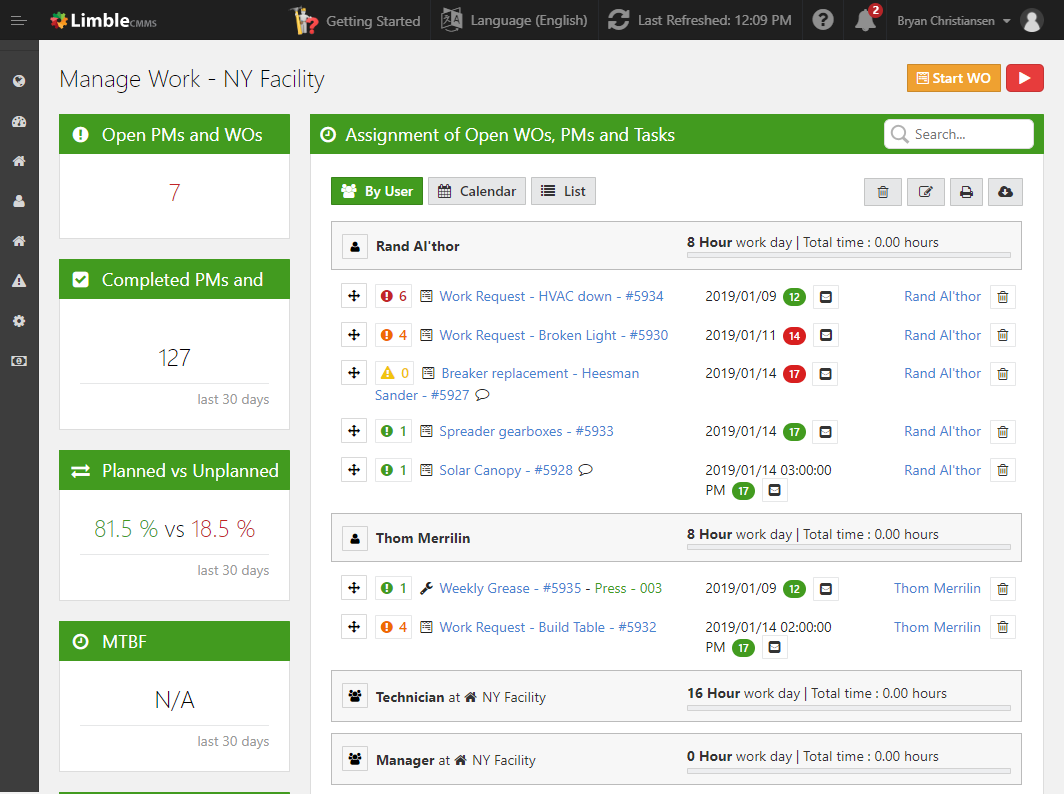 Limble CMMS
Getting Started
Language (English)
Last Refreshed: 12:09 PM
2
Bryan Christiansen
Manage Work - NY Facility
Start WO
Open PMs and WOs
7
Completed PMs and
127
last 30 days
Planned vs Unplanned
81.5 % vs 18.5 %
last 30 days
MTBF
N/A
last 30 days
Assignment of Open WOs, PMs and Tasks
Search...
By User
Calendar
List
Rand Al'thor
8 Hour work day | Total time : 0.00 hours
6 Work Request - HVAC down - #5934 2019/01/09 12 Rand Al'thor
4 Work Request - Broken Light - #5930 2019/01/11 14 Rand Al'thor
0 Breaker replacement - Heesman 2019/01/14 17 Rand Al'thor
Sander - #5927
1 Spreader gearboxes - #5933 2019/01/14 17 Rand Al'thor
1 Solar Canopy - #5928 2019/01/14 03:00:00 Rand Al'thor
PM 17
Thom Merrilin
8 Hour work day | Total time : 0.00 hours
1 Weekly Grease - #5935 - Press - 003 2019/01/09 12 Thom Merrilin
4 Work Request - Build Table - #5932 2019/01/14 02:00:00 Thom Merrilin
PM 17
Technician at NY Facility
16 Hour work day | Total time : 0.00 hours
Manager at NY Facility
0 Hour work day | Total time : 0.00 hours